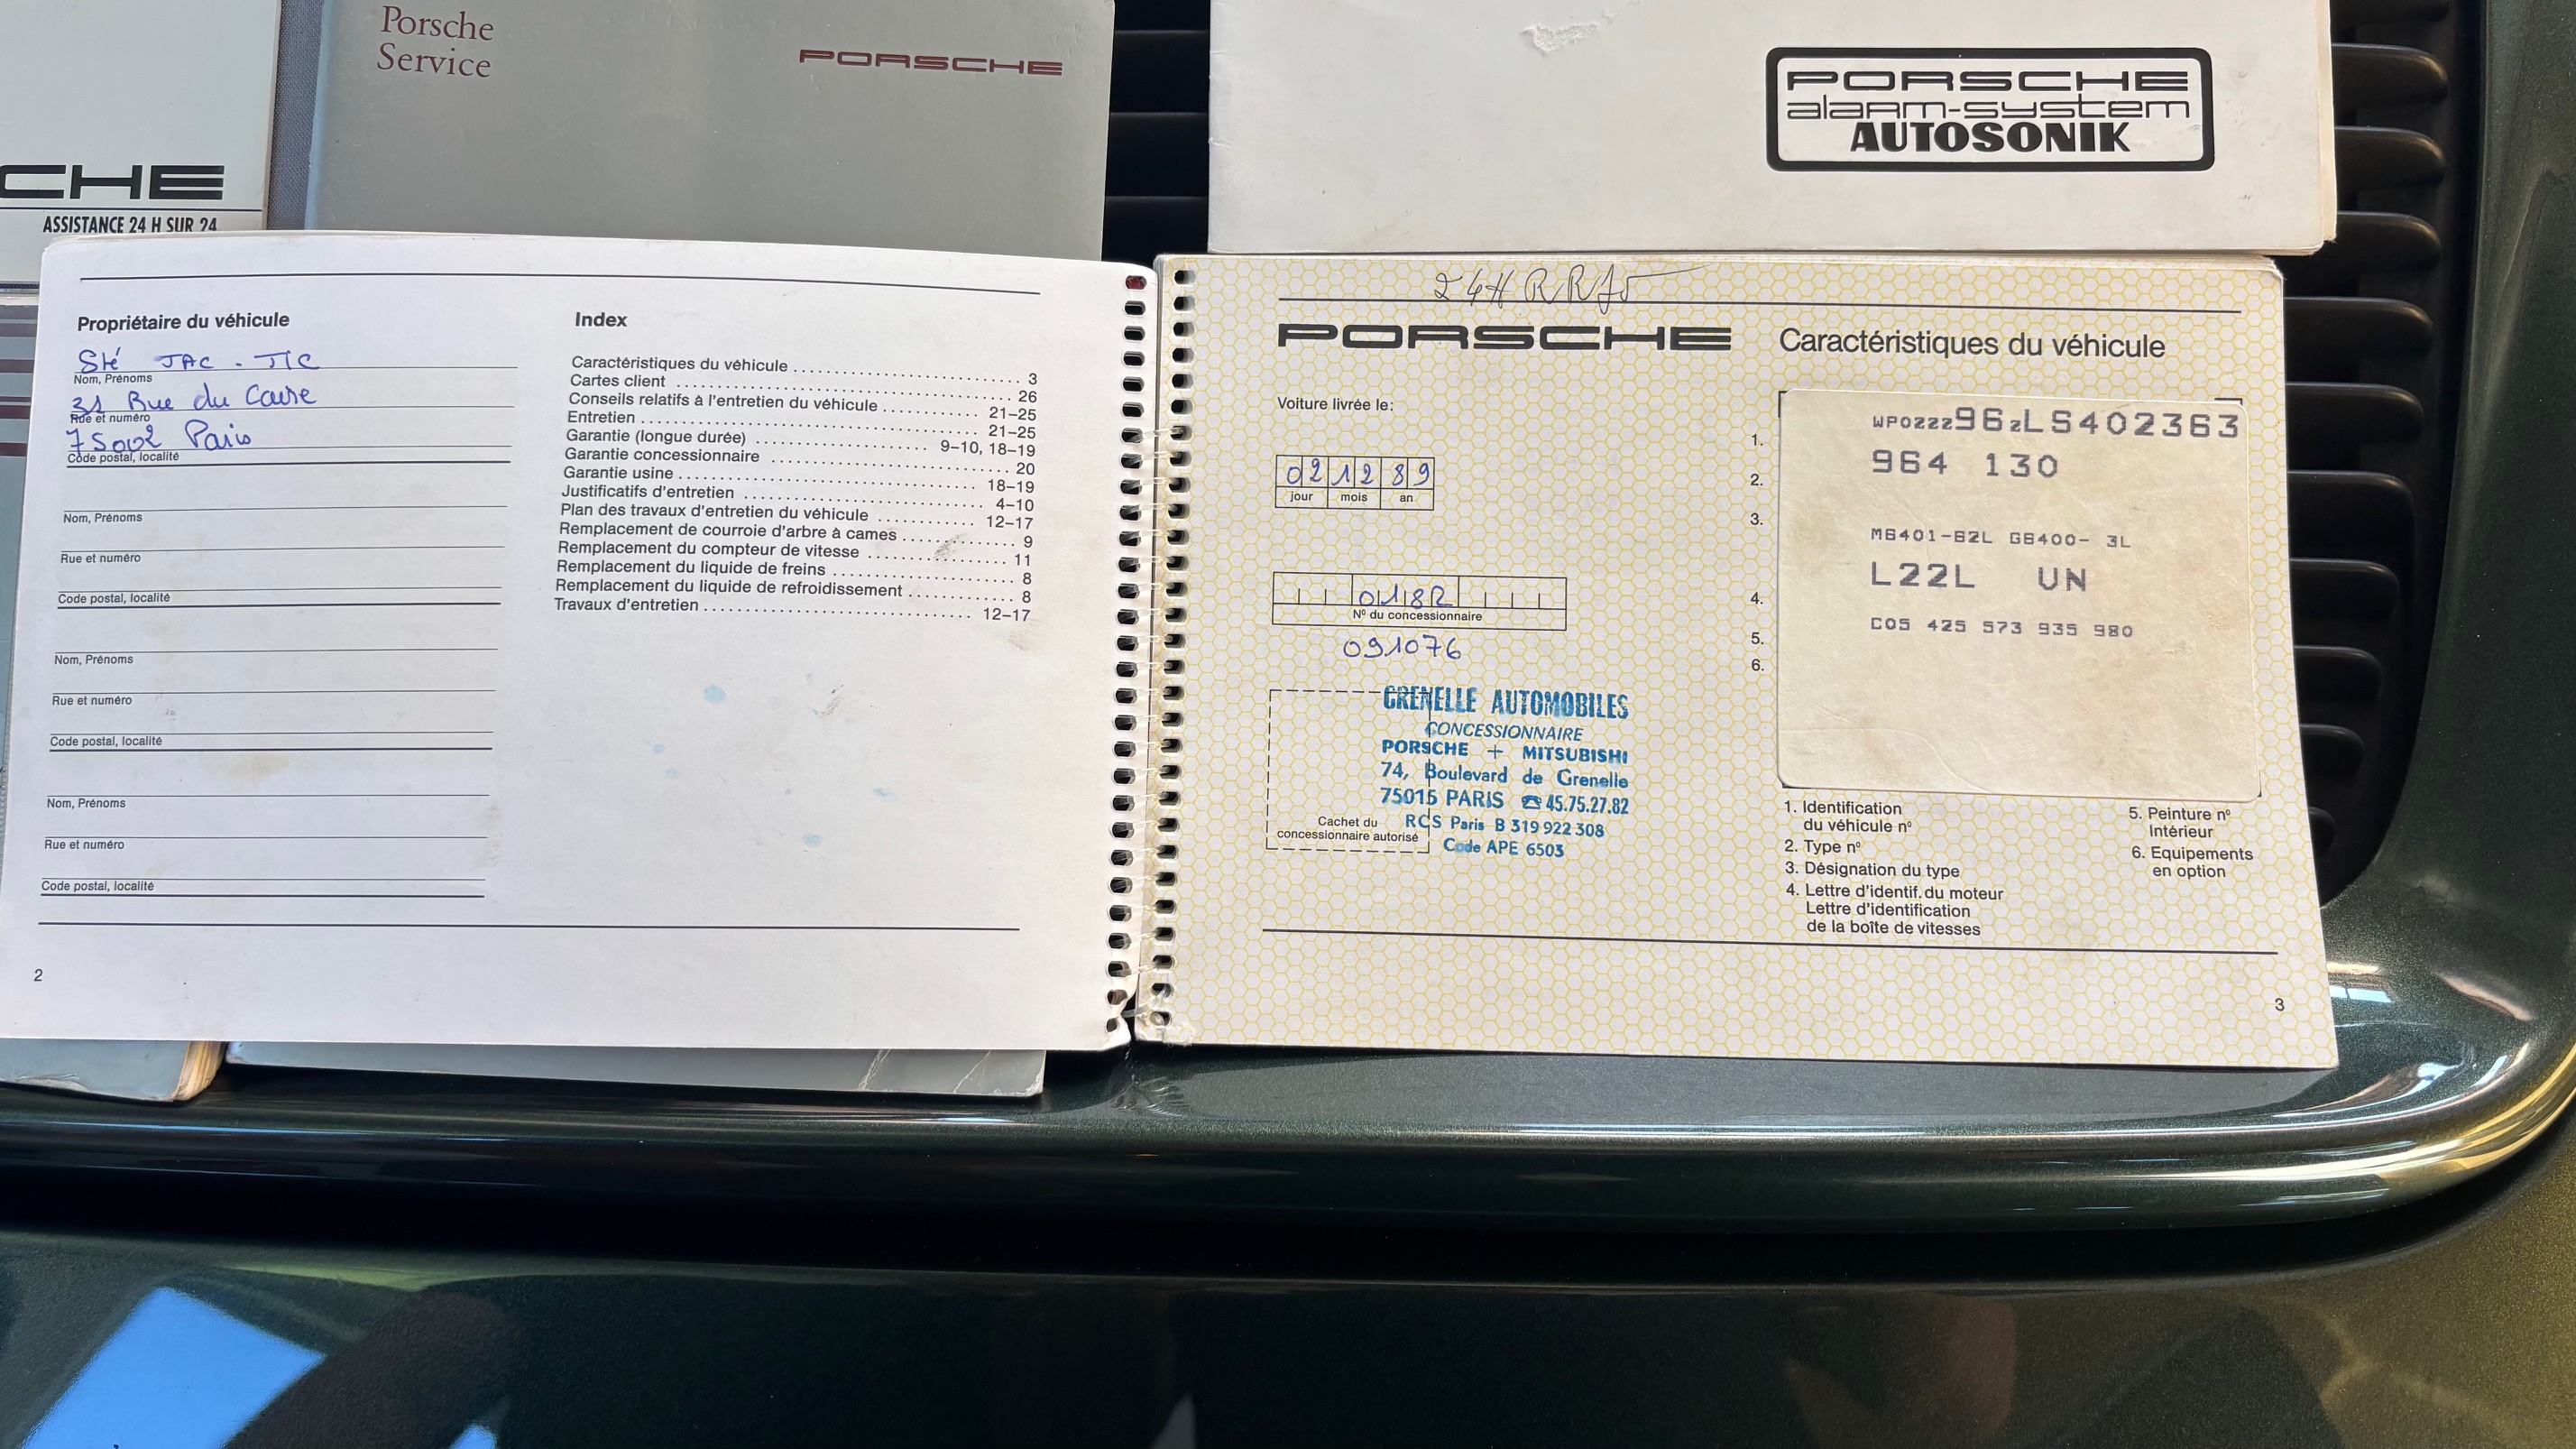 Porsche
Service
PORSCHE
CHE
ASSISTANCE 24 H SUR 24
PORSCHE
alarm-system
AUTOSONIK
Propriétaire du véhicule
Sté JAC - TIC
Nom, Prénoms
31 Rue du Caire
Rue et numéro
75002 Paris
Code postal, localité
Nom, Prénoms
Rue et numéro
Code postal, localité
Nom, Prénoms
Rue et numéro
Code postal, localité
Nom, Prénoms
Rue et numéro
Code postal, localité
2
Index
Caractéristiques du véhicule 3
Cartes client 26
Conseils relatifs à l'entretien du véhicule 21–25
Entretien 21–25
Garantie (longue durée) 9–10, 18–19
Garantie concessionnaire 20
Garantie usine 18–19
Justificatifs d'entretien 4–10
Plan des travaux d'entretien du véhicule 12–17
Remplacement de courroie d'arbre à cames 9
Remplacement du compteur de vitesse 11
Remplacement du liquide de freins 8
Remplacement du liquide de refroidissement 8
Travaux d'entretien 12–17
PORSCHE Caractéristiques du véhicule
Voiture livrée le:
02 12 89
jour mois an
0182
Nº du concessionnaire
091076
GRENELLE AUTOMOBILES
CONCESSIONNAIRE
PORSCHE + MITSUBISHI
74, Boulevard de Grenelle
75015 PARIS ☎ 45.75.27.82
RCS Paris B 319 922 308
Code APE 6503
Cachet du
concessionnaire autorisé
1. WP0ZZZ96ZLS402363
2. 964 130
3.
M6401-62L G6400- 3L
4. L22L UN
5. C05 425 573 935 980
6.
1. Identification
du véhicule nº
2. Type nº
3. Désignation du type
4. Lettre d'identif. du moteur
Lettre d'identification
de la boîte de vitesses
5. Peinture nº
Intérieur
6. Equipements
en option
3